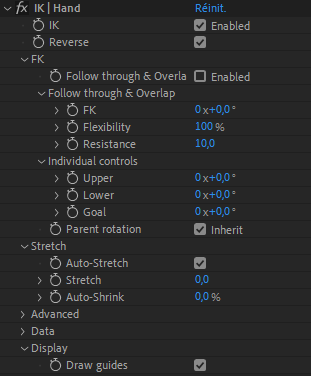 fx IK | Hand Réinit.
IK Enabled
Reverse
FK
Follow through & Overla Enabled
Follow through & Overlap
FK 0 x+0,0 °
Flexibility 100 %
Resistance 10,0
Individual controls
Upper 0 x+0,0 °
Lower 0 x+0,0 °
Goal 0 x+0,0 °
Parent rotation Inherit
Stretch
Auto-Stretch
Stretch 0,0
Auto-Shrink 0,0 %
Advanced
Data
Display
Draw guides